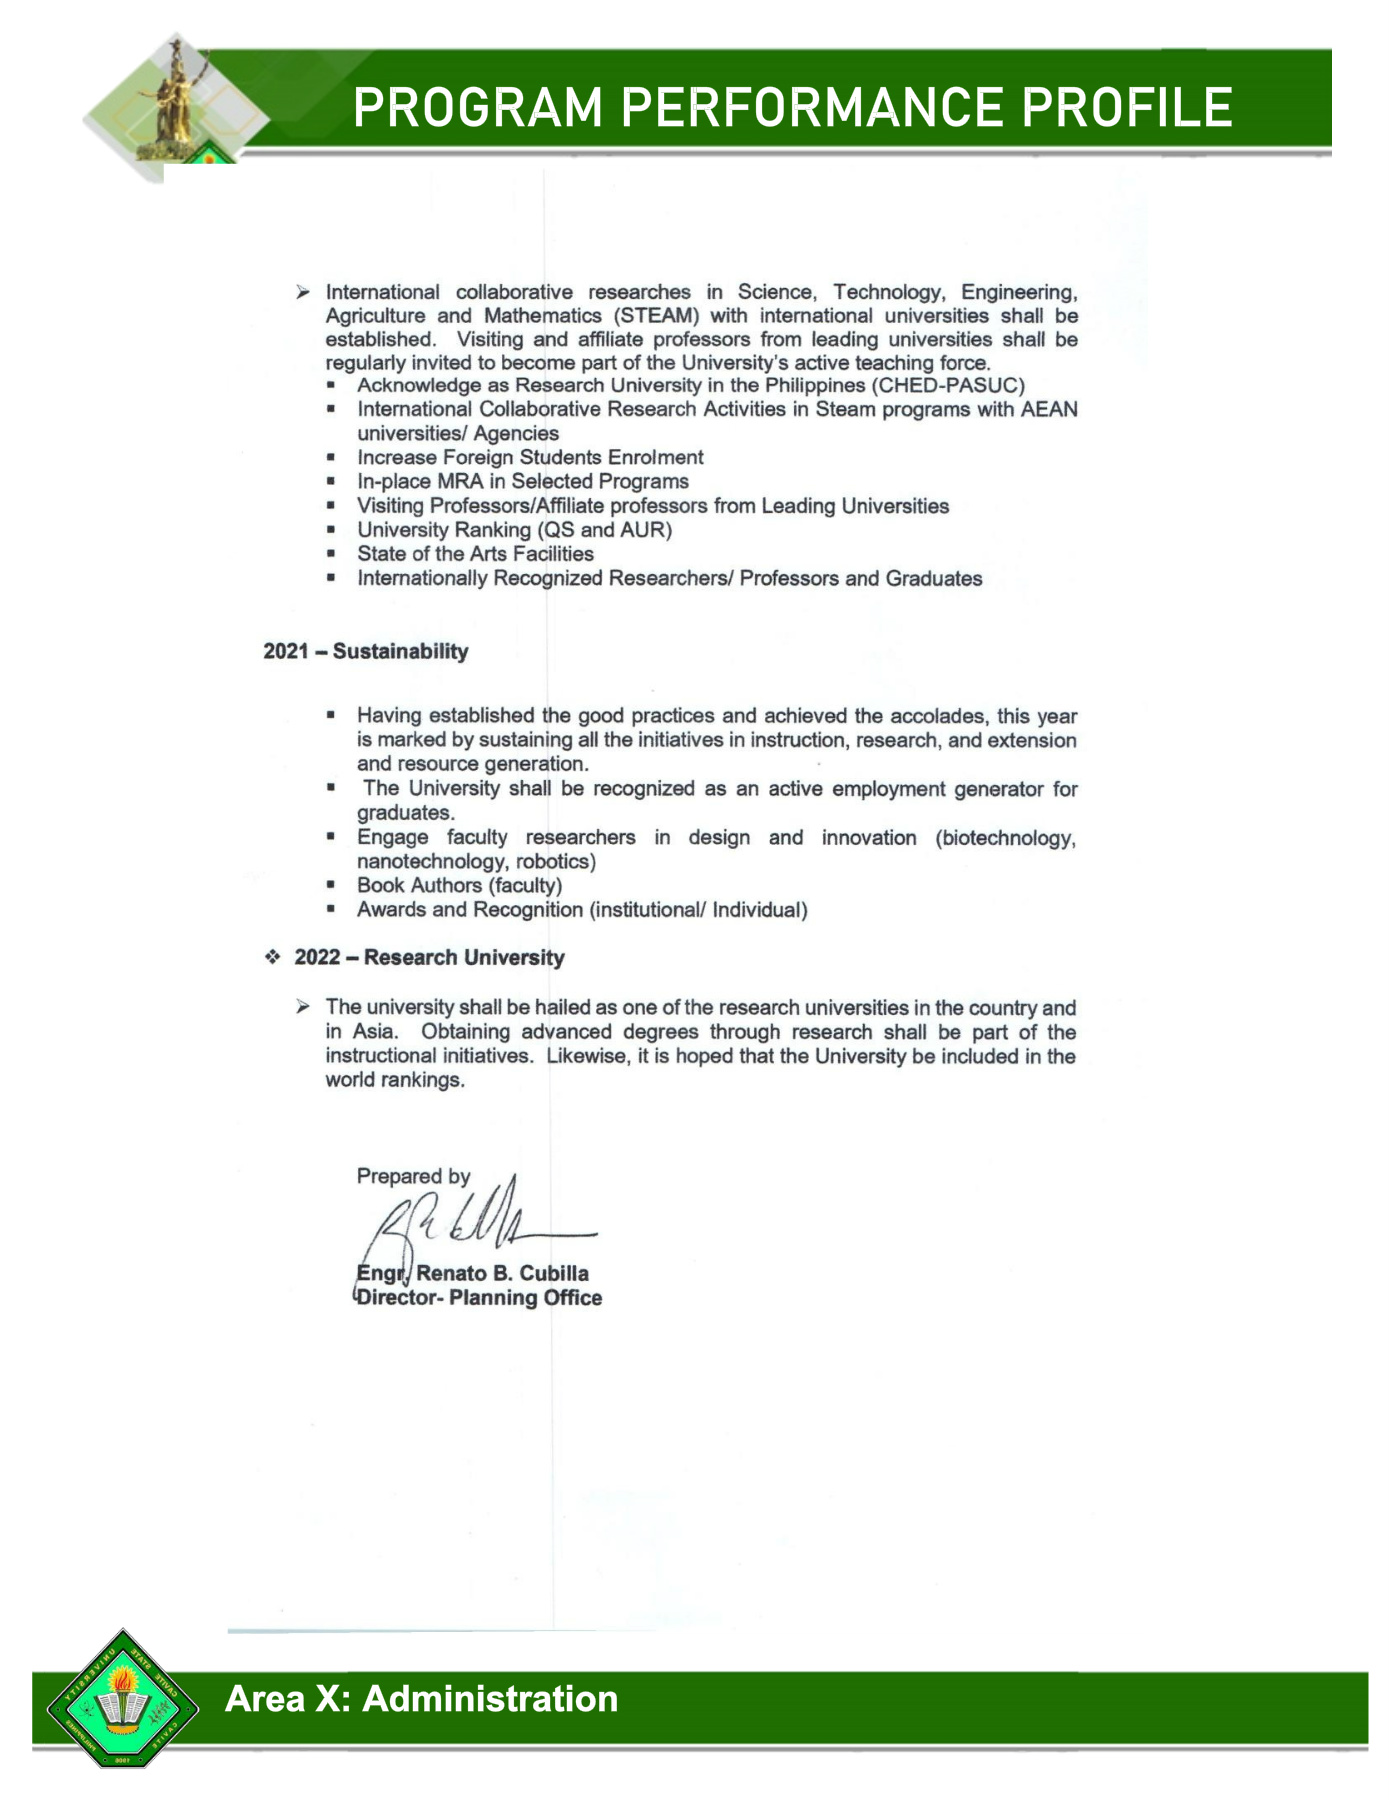 PROGRAM PERFORMANCE PROFILE
➢ International collaborative researches in Science, Technology, Engineering,
Agriculture and Mathematics (STEAM) with international universities shall be
established. Visiting and affiliate professors from leading universities shall be
regularly invited to become part of the University's active teaching force.
▪ Acknowledge as Research University in the Philippines (CHED-PASUC)
▪ International Collaborative Research Activities in Steam programs with AEAN
universities/ Agencies
▪ Increase Foreign Students Enrolment
▪ In-place MRA in Selected Programs
▪ Visiting Professors/Affiliate professors from Leading Universities
▪ University Ranking (QS and AUR)
▪ State of the Arts Facilities
▪ Internationally Recognized Researchers/ Professors and Graduates
2021 – Sustainability
▪ Having established the good practices and achieved the accolades, this year
is marked by sustaining all the initiatives in instruction, research, and extension
and resource generation.
▪ The University shall be recognized as an active employment generator for
graduates.
▪ Engage faculty researchers in design and innovation (biotechnology,
nanotechnology, robotics)
▪ Book Authors (faculty)
▪ Awards and Recognition (institutional/ Individual)
❖ 2022 – Research University
➢ The university shall be hailed as one of the research universities in the country and
in Asia. Obtaining advanced degrees through research shall be part of the
instructional initiatives. Likewise, it is hoped that the University be included in the
world rankings.
Prepared by
Engr. Renato B. Cubilla
Director- Planning Office
CAVITE STATE UNIVERSITY
CAVITE
PHILIPPINES
1906
Area X: Administration